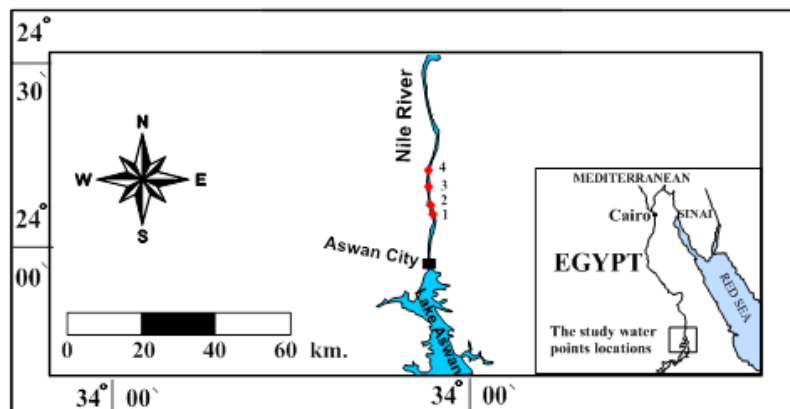 24°
30`
24°
00`
N
W E
S
Nile River
4
3
2
1
Aswan City
Lake Aswan
0 20 40 60 km.
34° 00`
34° 00`
MEDITERRANEAN
Cairo
SINAI
EGYPT
RED SEA
The study water
points locations